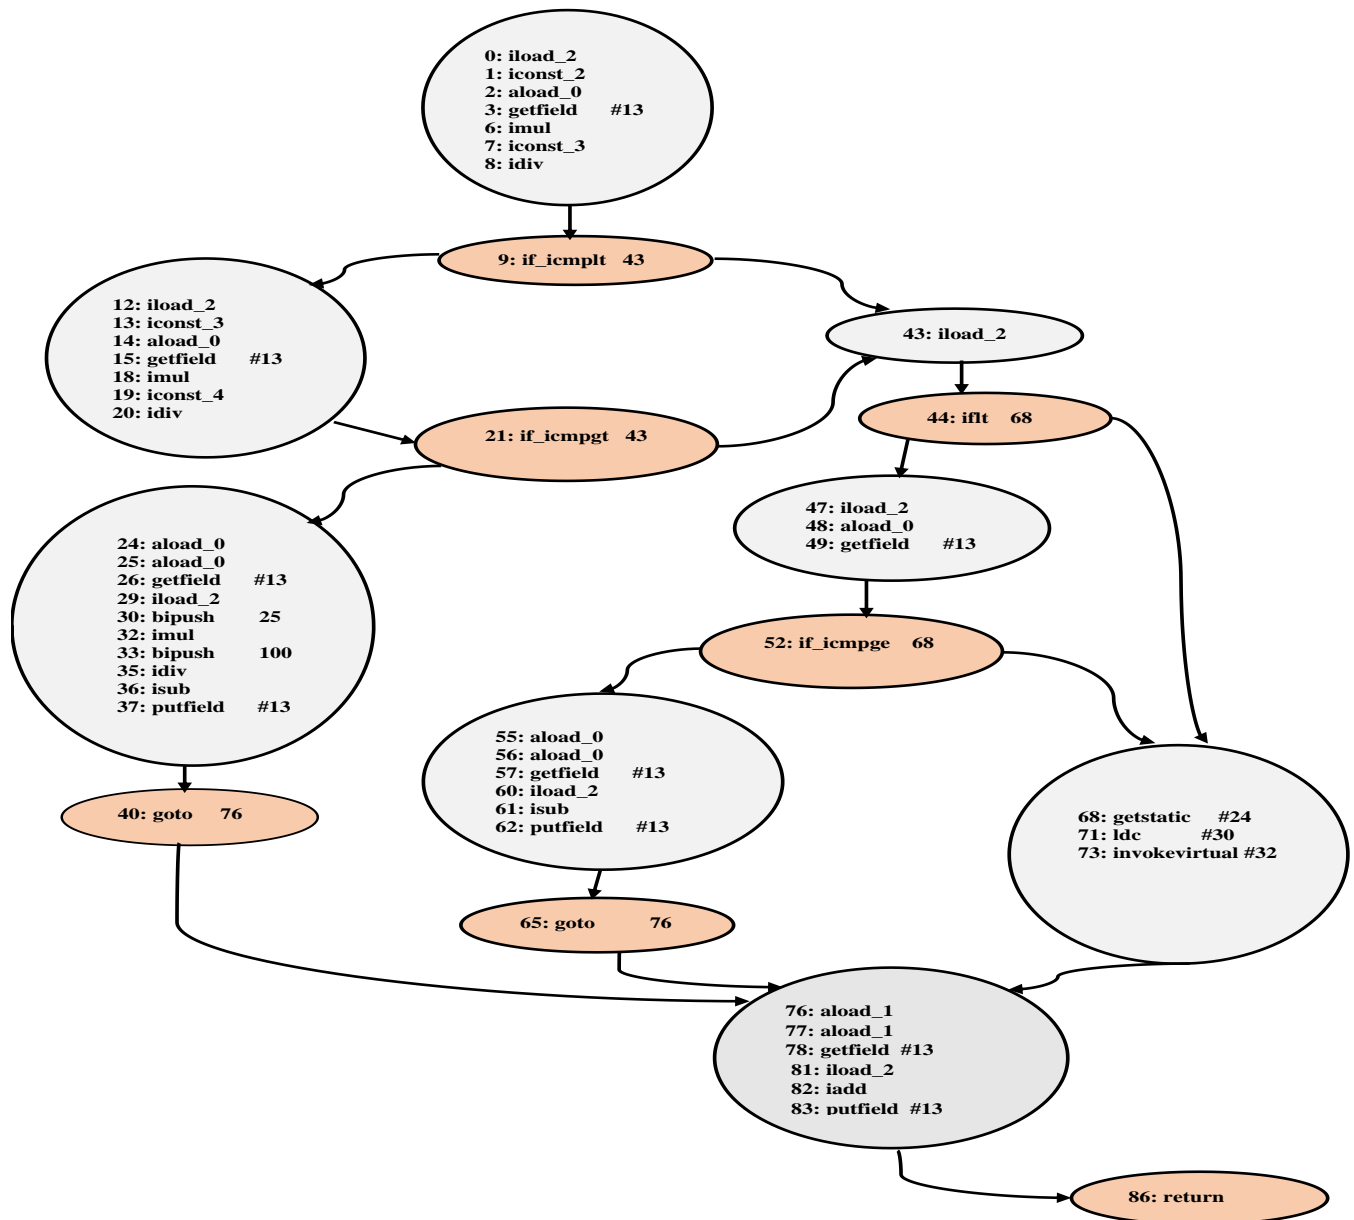 0: iload_2
1: iconst_2
2: aload_0
3: getfield #13
6: imul
7: iconst_3
8: idiv
9: if_icmplt 43
12: iload_2
13: iconst_3
14: aload_0
15: getfield #13
18: imul
19: iconst_4
20: idiv
43: iload_2
44: iflt 68
21: if_icmpgt 43
47: iload_2
48: aload_0
49: getfield #13
24: aload_0
25: aload_0
26: getfield #13
29: iload_2
30: bipush 25
32: imul
33: bipush 100
35: idiv
36: isub
37: putfield #13
52: if_icmpge 68
55: aload_0
56: aload_0
57: getfield #13
60: iload_2
61: isub
62: putfield #13
40: goto 76
68: getstatic #24
71: ldc #30
73: invokevirtual #32
65: goto 76
76: aload_1
77: aload_1
78: getfield #13
81: iload_2
82: iadd
83: putfield #13
86: return